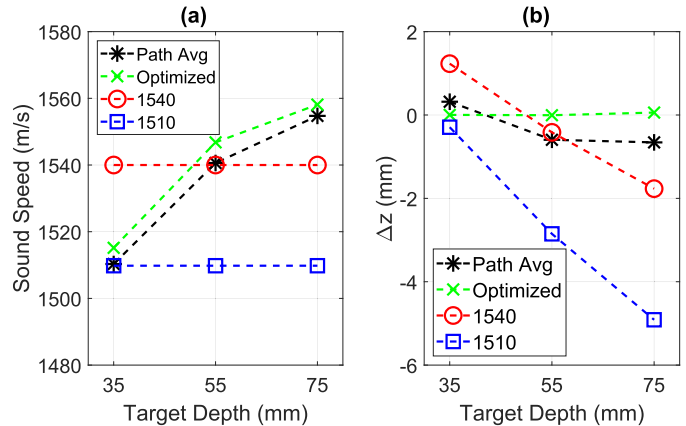 (a)
1580
1560
1540
1520
1500
1480
35
55
75
Sound Speed (m/s)
Target Depth (mm)
Path Avg
Optimized
1540
1510
(b)
2
0
-2
-4
-6
35
55
75
Δz (mm)
Target Depth (mm)
Path Avg
Optimized
1540
1510